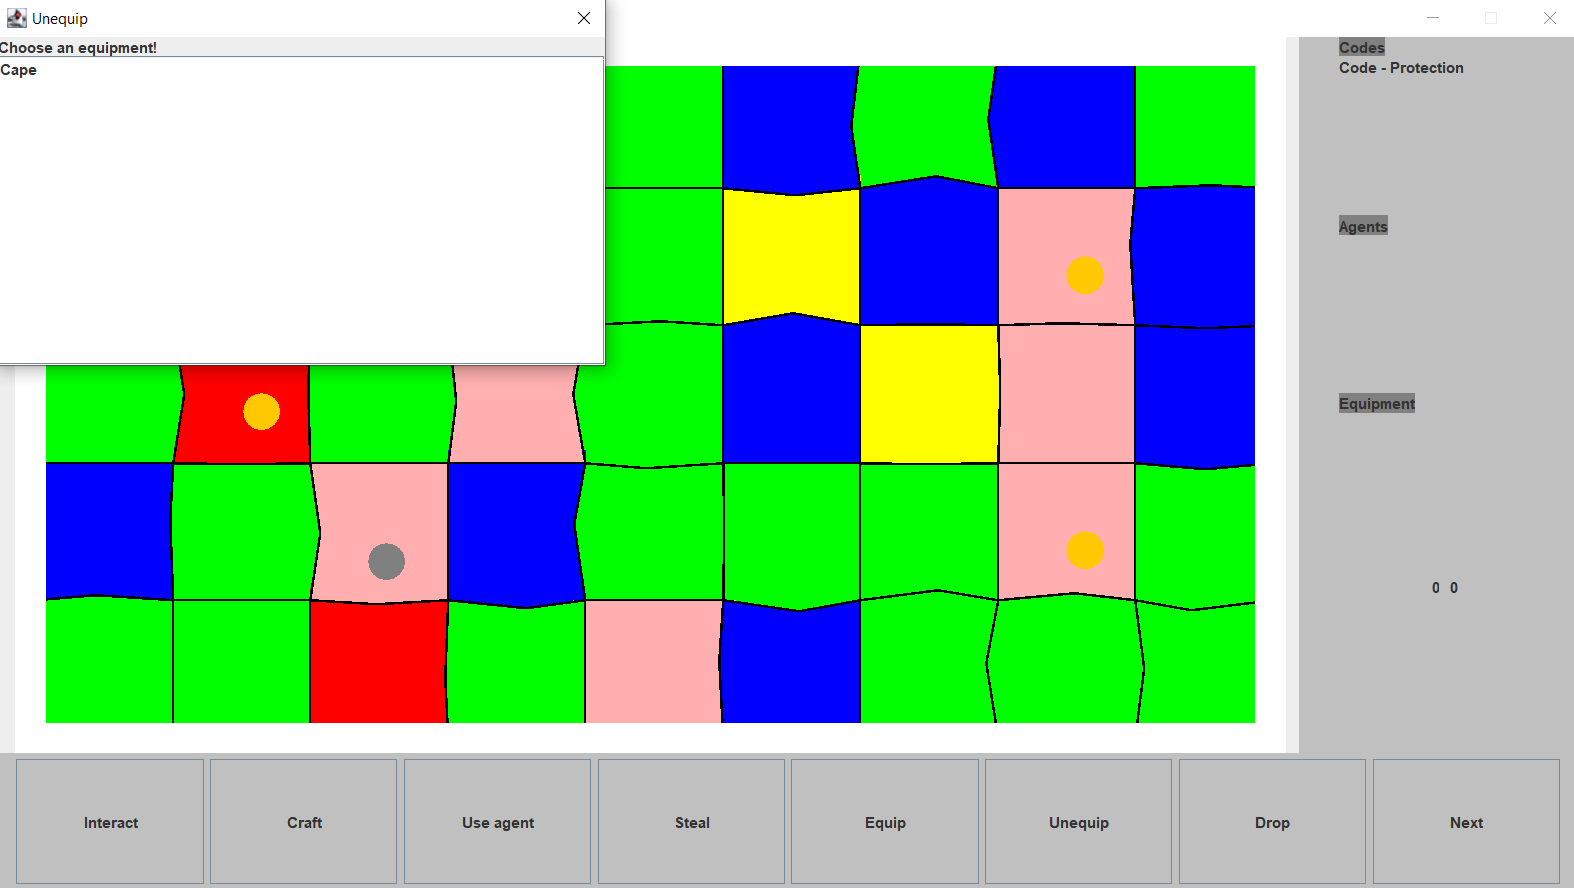 Unequip
Choose an equipment!
Cape
Codes
Code - Protection
Agents
Equipment
0 0
Interact
Craft
Use agent
Steal
Equip
Unequip
Drop
Next